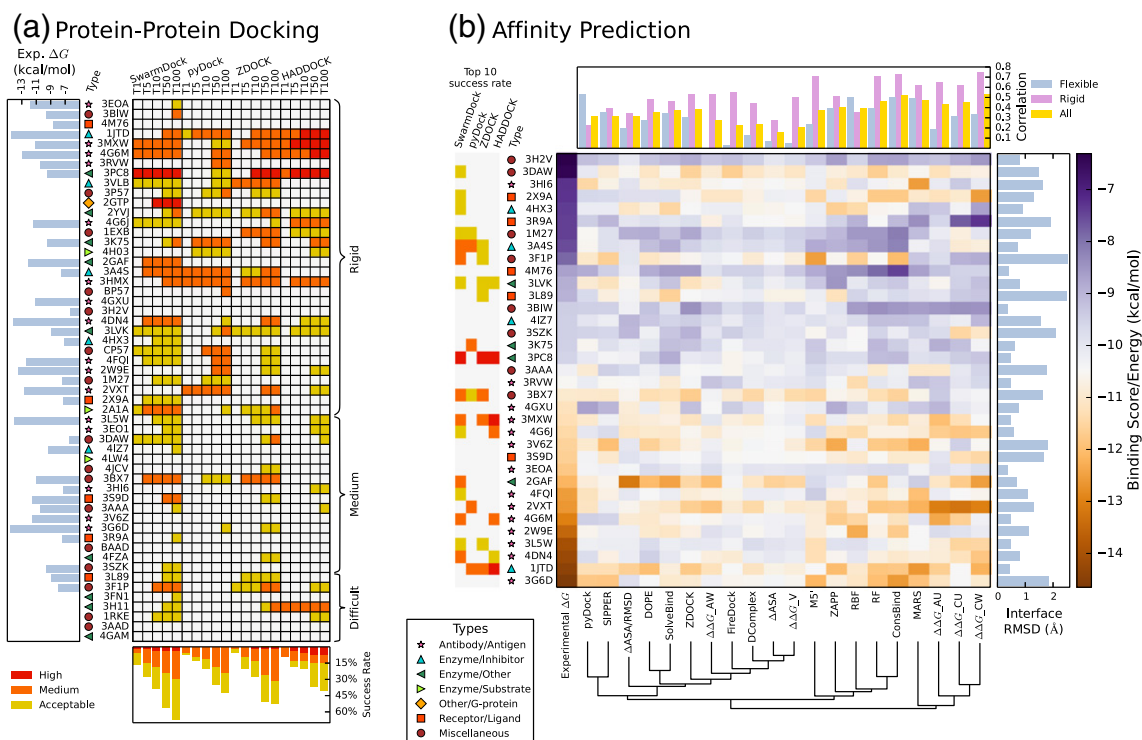 (a) Protein-Protein Docking
Exp. ΔG
(kcal/mol)
-13
-11
-9
-7
Type
SwarmDock
pyDock
ZDOCK
HADDOCK
T1
T5
T10
T50
T100
T1
T5
T10
T50
T100
T1
T5
T10
T50
T100
T1
T5
T10
T50
T100
3EOA
3BIW
4M76
1JTD
3MXW
4G6M
3RVW
3PC8
3VLB
3P57
2GTP
2YVJ
4G6J
1EXB
3K75
4H03
2GAF
3A4S
3HMX
BP57
4GXU
3H2V
4DN4
3LVK
4HX3
CP57
4FQI
2W9E
1M27
2VXT
2X9A
2A1A
3L5W
3EO1
3DAW
4IZ7
4LW4
4JCV
3BX7
3HI6
3S9D
3AAA
3V6Z
3G6D
3R9A
BAAD
4FZA
3SZK
3L89
3F1P
3FN1
3H11
1RKE
3AAD
4GAM
Rigid
Medium
Difficult
High
Medium
Acceptable
15%
30%
45%
60%
Success Rate
(b) Affinity Prediction
Top 10
success rate
SwarmDock
pyDock
ZDOCK
HADDOCK
Type
0.8
0.7
0.6
0.5
0.4
0.3
0.2
0.1
Correlation
Flexible
Rigid
All
3H2V
3DAW
3HI6
2X9A
4HX3
3R9A
1M27
3A4S
3F1P
4M76
3LVK
3L89
3BIW
4IZ7
3SZK
3K75
3PC8
3AAA
3RVW
3BX7
4GXU
3MXW
4G6J
3V6Z
3S9D
3EOA
2GAF
4FQI
2VXT
4G6M
2W9E
3L5W
4DN4
1JTD
3G6D
Experimental ΔG
pyDock
SIPPER
ΔASA/RMSD
DOPE
SolveBind
ZDOCK
ΔΔG_AW
FireDock
DComplex
ΔASA
ΔΔG_V
M5'
ZAPP
RBF
RF
ConsBind
MARS
ΔΔG_AU
ΔΔG_CU
ΔΔG_CW
0.5
1.0
1.5
2.0
2.5
Interface
RMSD (Å)
−7
−8
−9
−10
−11
−12
−13
−14
Binding Score/Energy (kcal/mol)
Types
Antibody/Antigen
Enzyme/Inhibitor
Enzyme/Other
Enzyme/Substrate
Other/G-protein
Receptor/Ligand
Miscellaneous